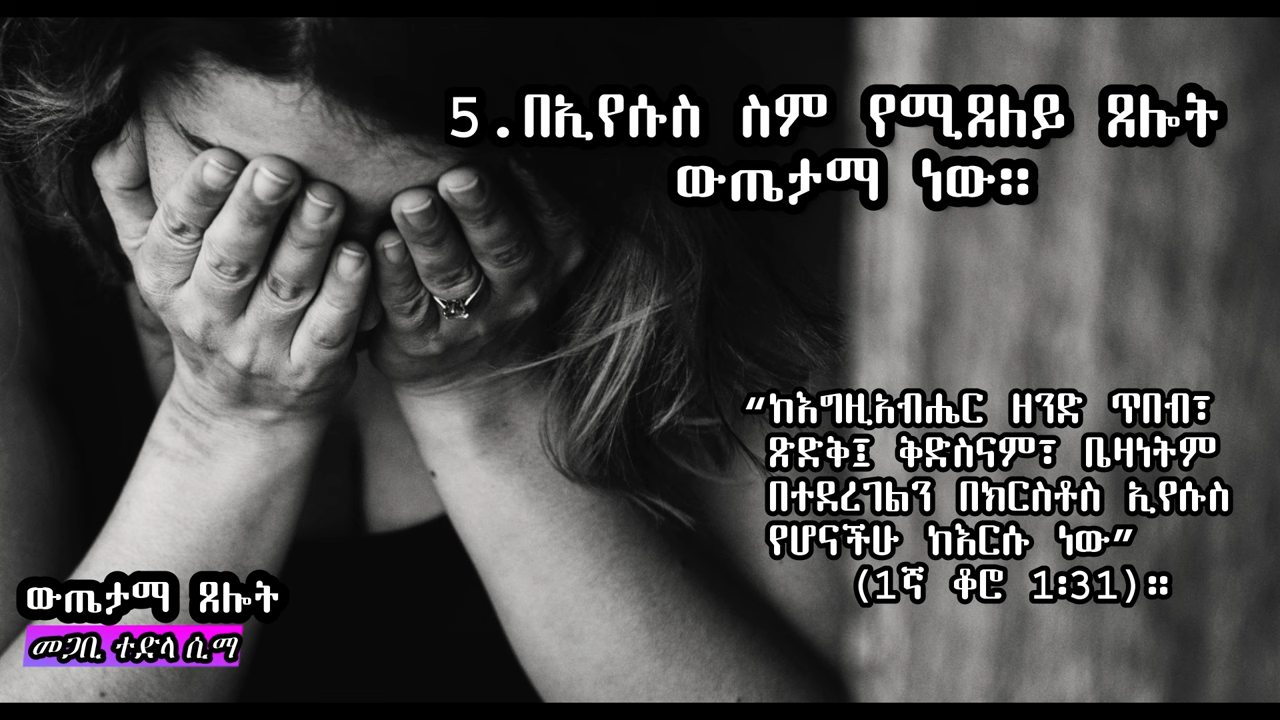 5.በኢየሱስ ስም የሚጸለይ ጸሎት
ውጤታማ ነው።
“ከእግዚአብሔር ዘንድ ጥበብ፣
ጽድቅ፤ ቅድስናም፣ ቤዛነትም
በተደረገልን በክርስቶስ ኢየሱስ
የሆናችሁ ከእርሱ ነው”
(1ኛ ቆሮ 1፡31)።
ውጤታማ ጸሎት
መጋቢ ተድላ ሲማ